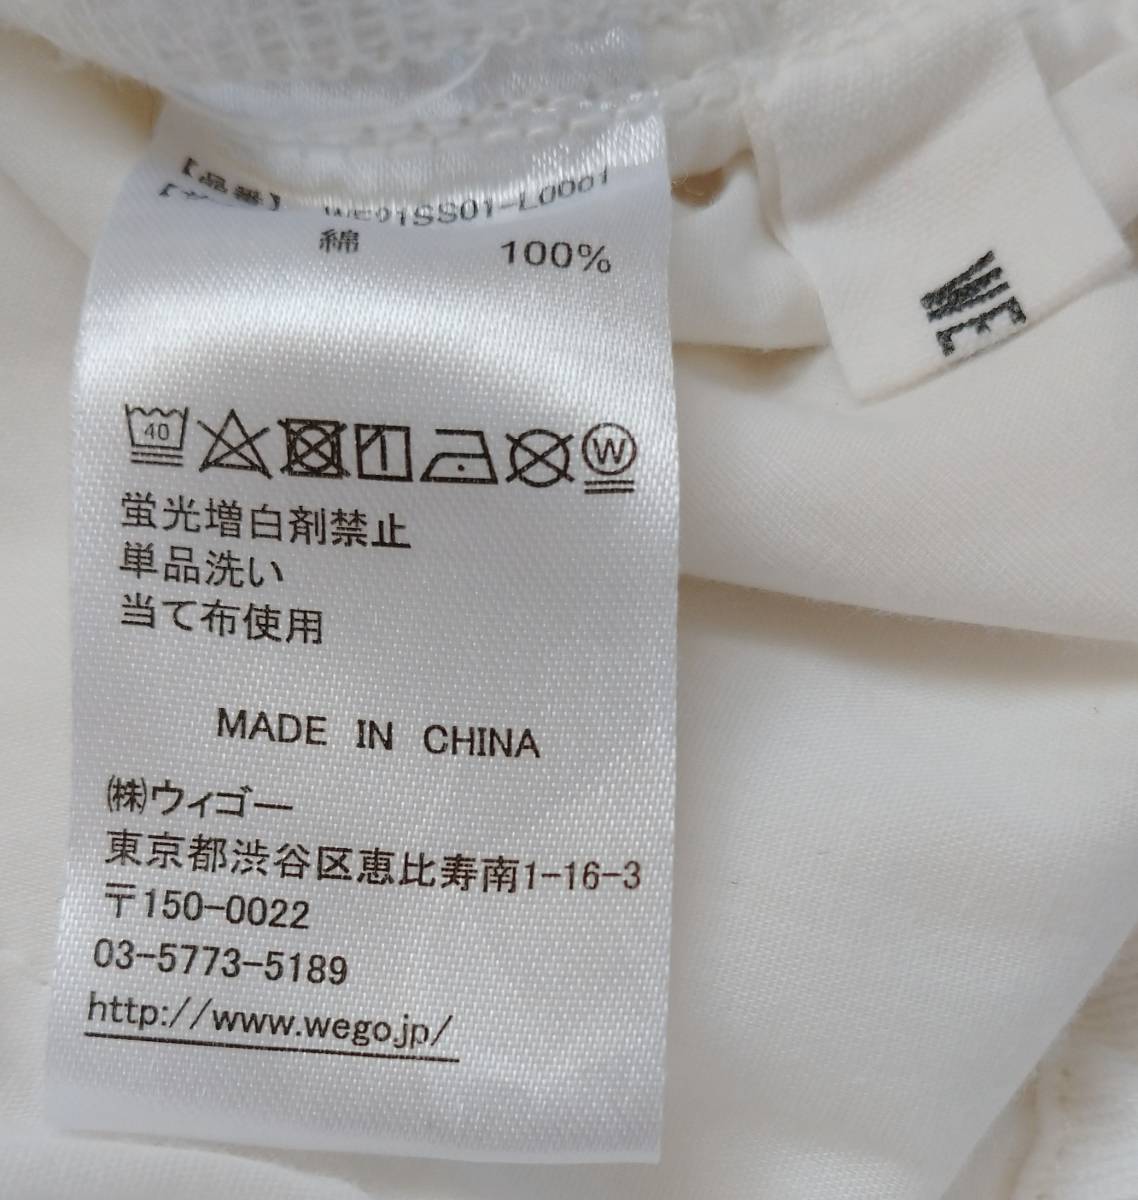 【品番】 WE01SS01-L0001
綿 100%
40
W
蛍光増白剤禁止
単品洗い
当て布使用
MADE IN CHINA
㈱ウィゴー
東京都渋谷区恵比寿南1-16-3
〒150-0022
03-5773-5189
http://www.wego.jp/
WE